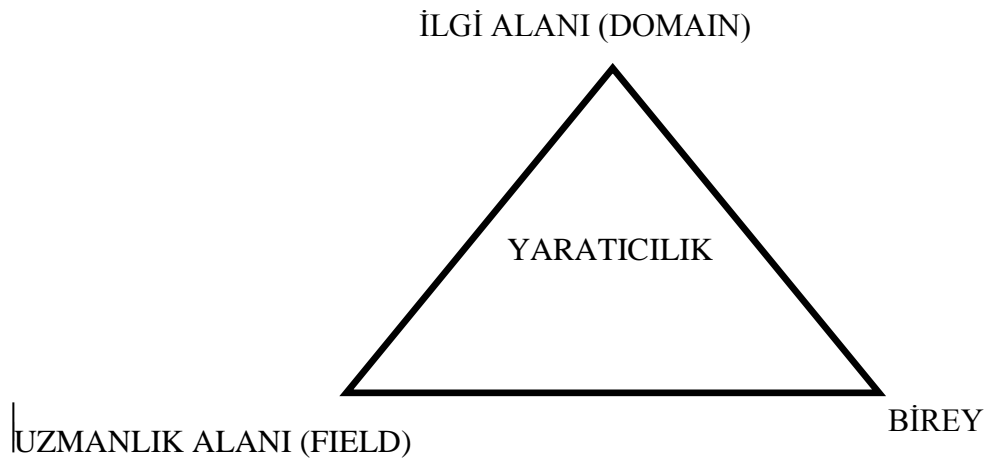 İLGİ ALANI (DOMAIN)
YARATICILIK
BİREY
UZMANLIK ALANI (FIELD)